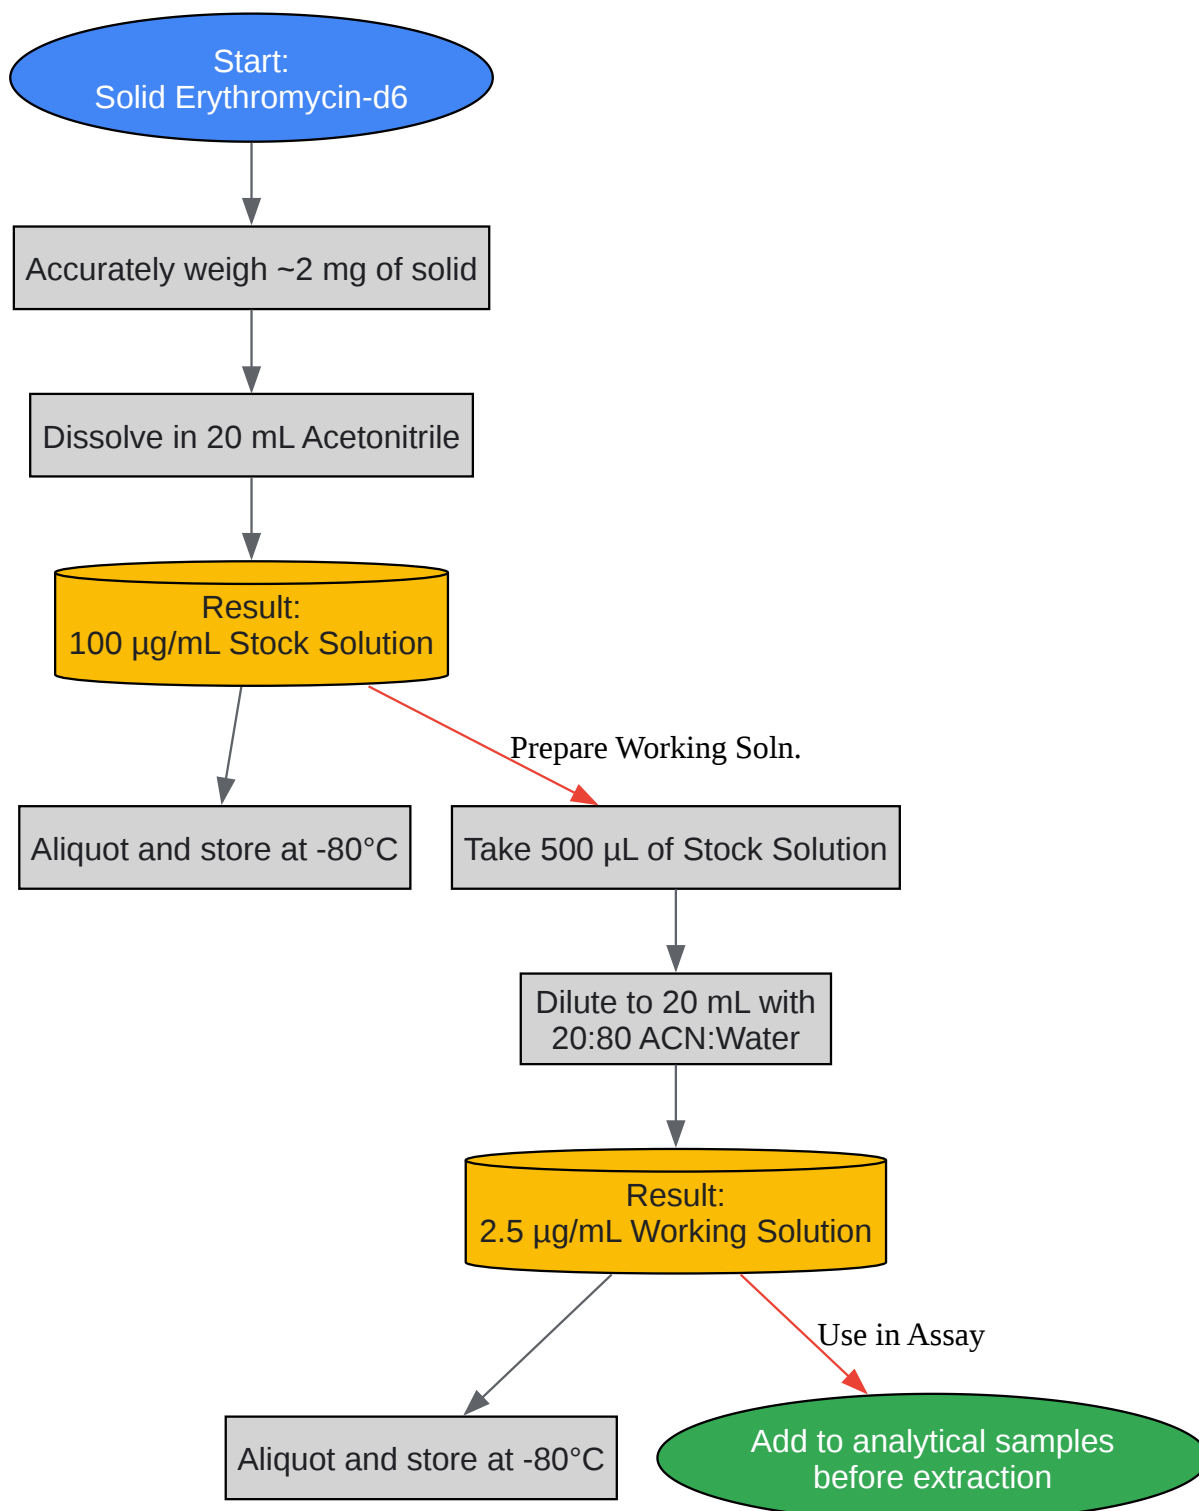 Start:
Solid Erythromycin-d6
Accurately weigh ~2 mg of solid
Dissolve in 20 mL Acetonitrile
Result:
100 µg/mL Stock Solution
Prepare Working Soln.
Aliquot and store at -80°C
Take 500 µL of Stock Solution
Dilute to 20 mL with
20:80 ACN:Water
Result:
2.5 µg/mL Working Solution
Use in Assay
Aliquot and store at -80°C
Add to analytical samples
before extraction